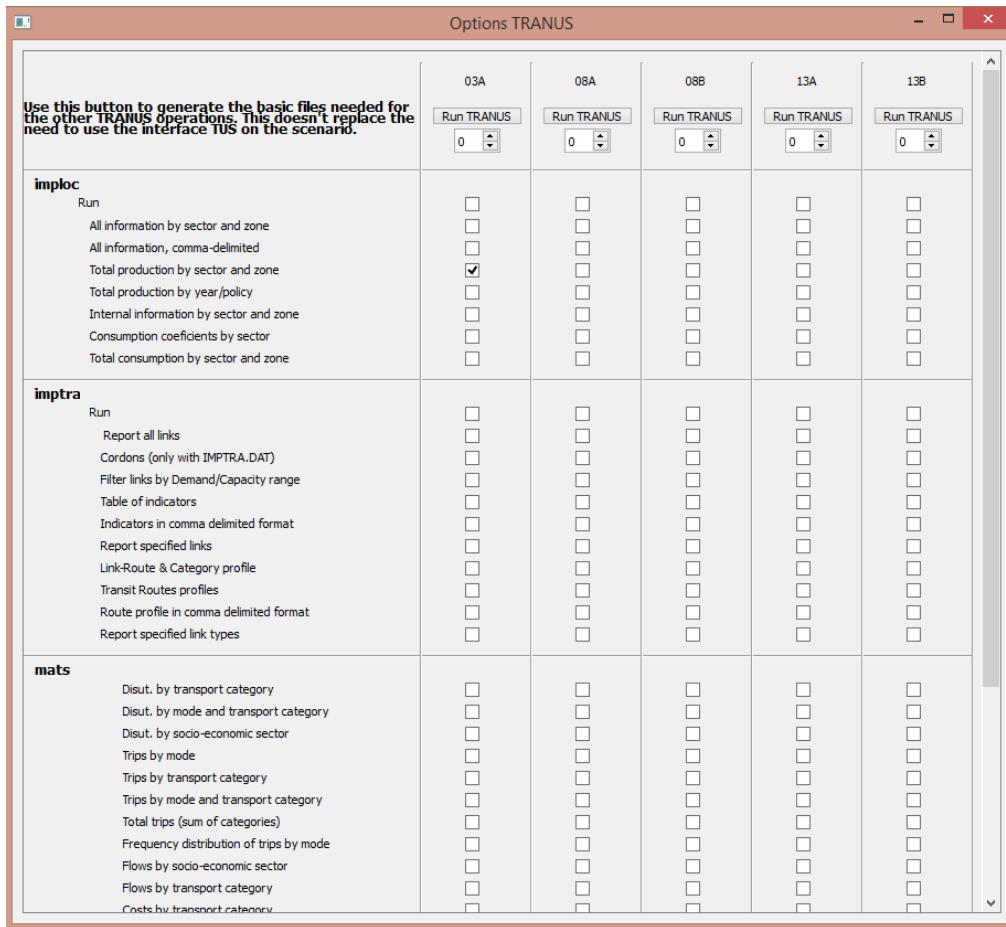 Options TRANUS
03A 08A 08B 13A 13B
Use this button to generate the basic files needed for
the other TRANUS operations. This doesn't replace the
need to use the interface TUS on the scenario.
Run TRANUS Run TRANUS Run TRANUS Run TRANUS Run TRANUS
0 0 0 0 0
imploc
Run
All information by sector and zone
All information, comma-delimited
Total production by sector and zone
Total production by year/policy
Internal information by sector and zone
Consumption coeficients by sector
Total consumption by sector and zone
imptra
Run
Report all links
Cordons (only with IMPTRA.DAT)
Filter links by Demand/Capacity range
Table of indicators
Indicators in comma delimited format
Report specified links
Link-Route & Category profile
Transit Routes profiles
Route profile in comma delimited format
Report specified link types
mats
Disut. by transport category
Disut. by mode and transport category
Disut. by socio-economic sector
Trips by mode
Trips by transport category
Trips by mode and transport category
Total trips (sum of categories)
Frequency distribution of trips by mode
Flows by socio-economic sector
Flows by transport category
Costs by transport category